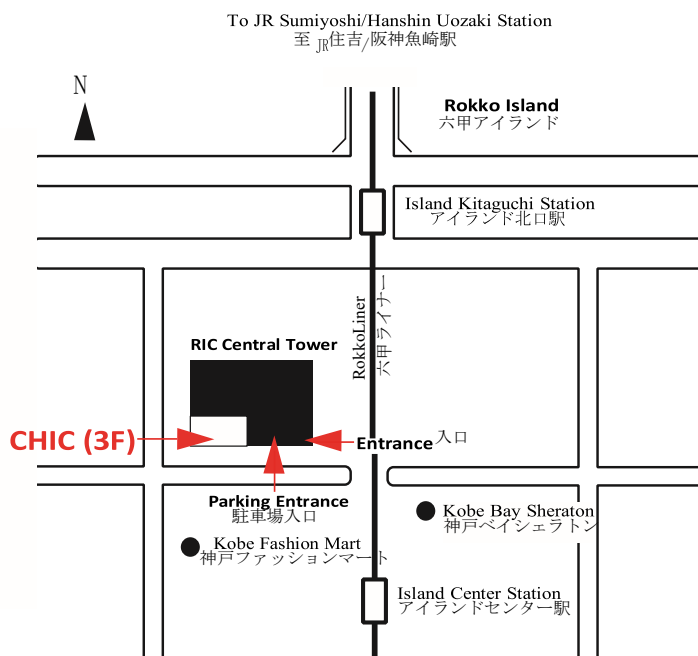 To JR Sumiyoshi/Hanshin Uozaki Station
至 JR住吉/阪神魚崎駅
N
Rokko Island
六甲アイランド
Island Kitaguchi Station
アイランド北口駅
RokkoLiner
六甲ライナー
RIC Central Tower
CHIC (3F)
Entrance 入口
Parking Entrance
駐車場入口
Kobe Bay Sheraton
神戸ベイシェラトン
Kobe Fashion Mart
神戸ファッションマート
Island Center Station
アイランドセンター駅